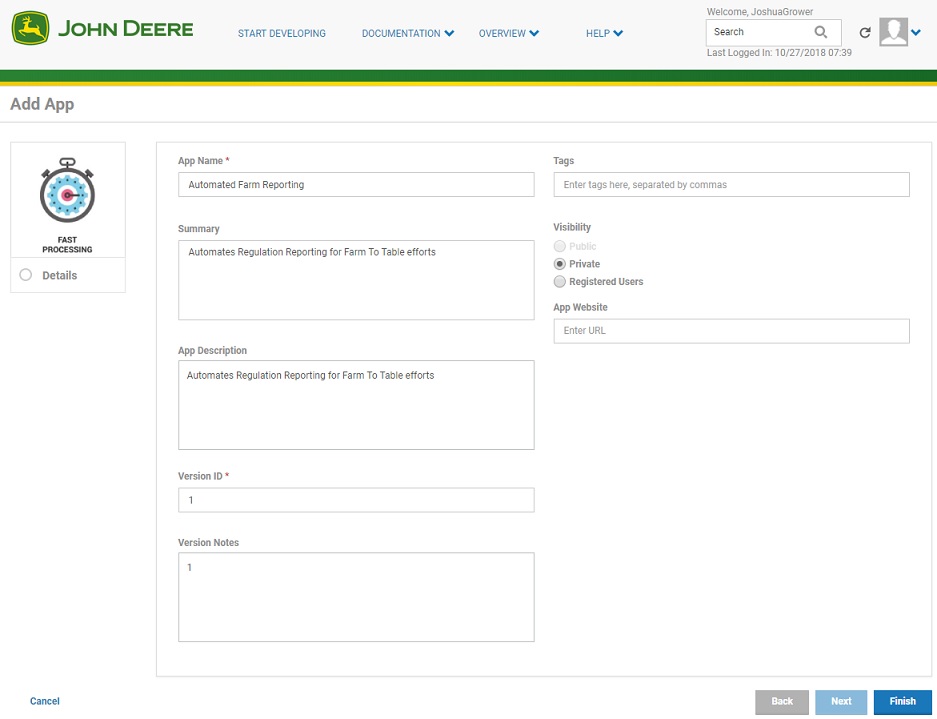 JOHN DEERE
START DEVELOPING
DOCUMENTATION
OVERVIEW
HELP
Welcome, JoshuaGrower
Search
Last Logged In: 10/27/2018 07:39
Add App
FAST
PROCESSING
Details
App Name *
Automated Farm Reporting
Summary
Automates Regulation Reporting for Farm To Table efforts
App Description
Automates Regulation Reporting for Farm To Table efforts
Version ID *
1
Version Notes
1
Tags
Enter tags here, separated by commas
Visibility
Public
Private
Registered Users
App Website
Enter URL
Cancel
Back
Next
Finish